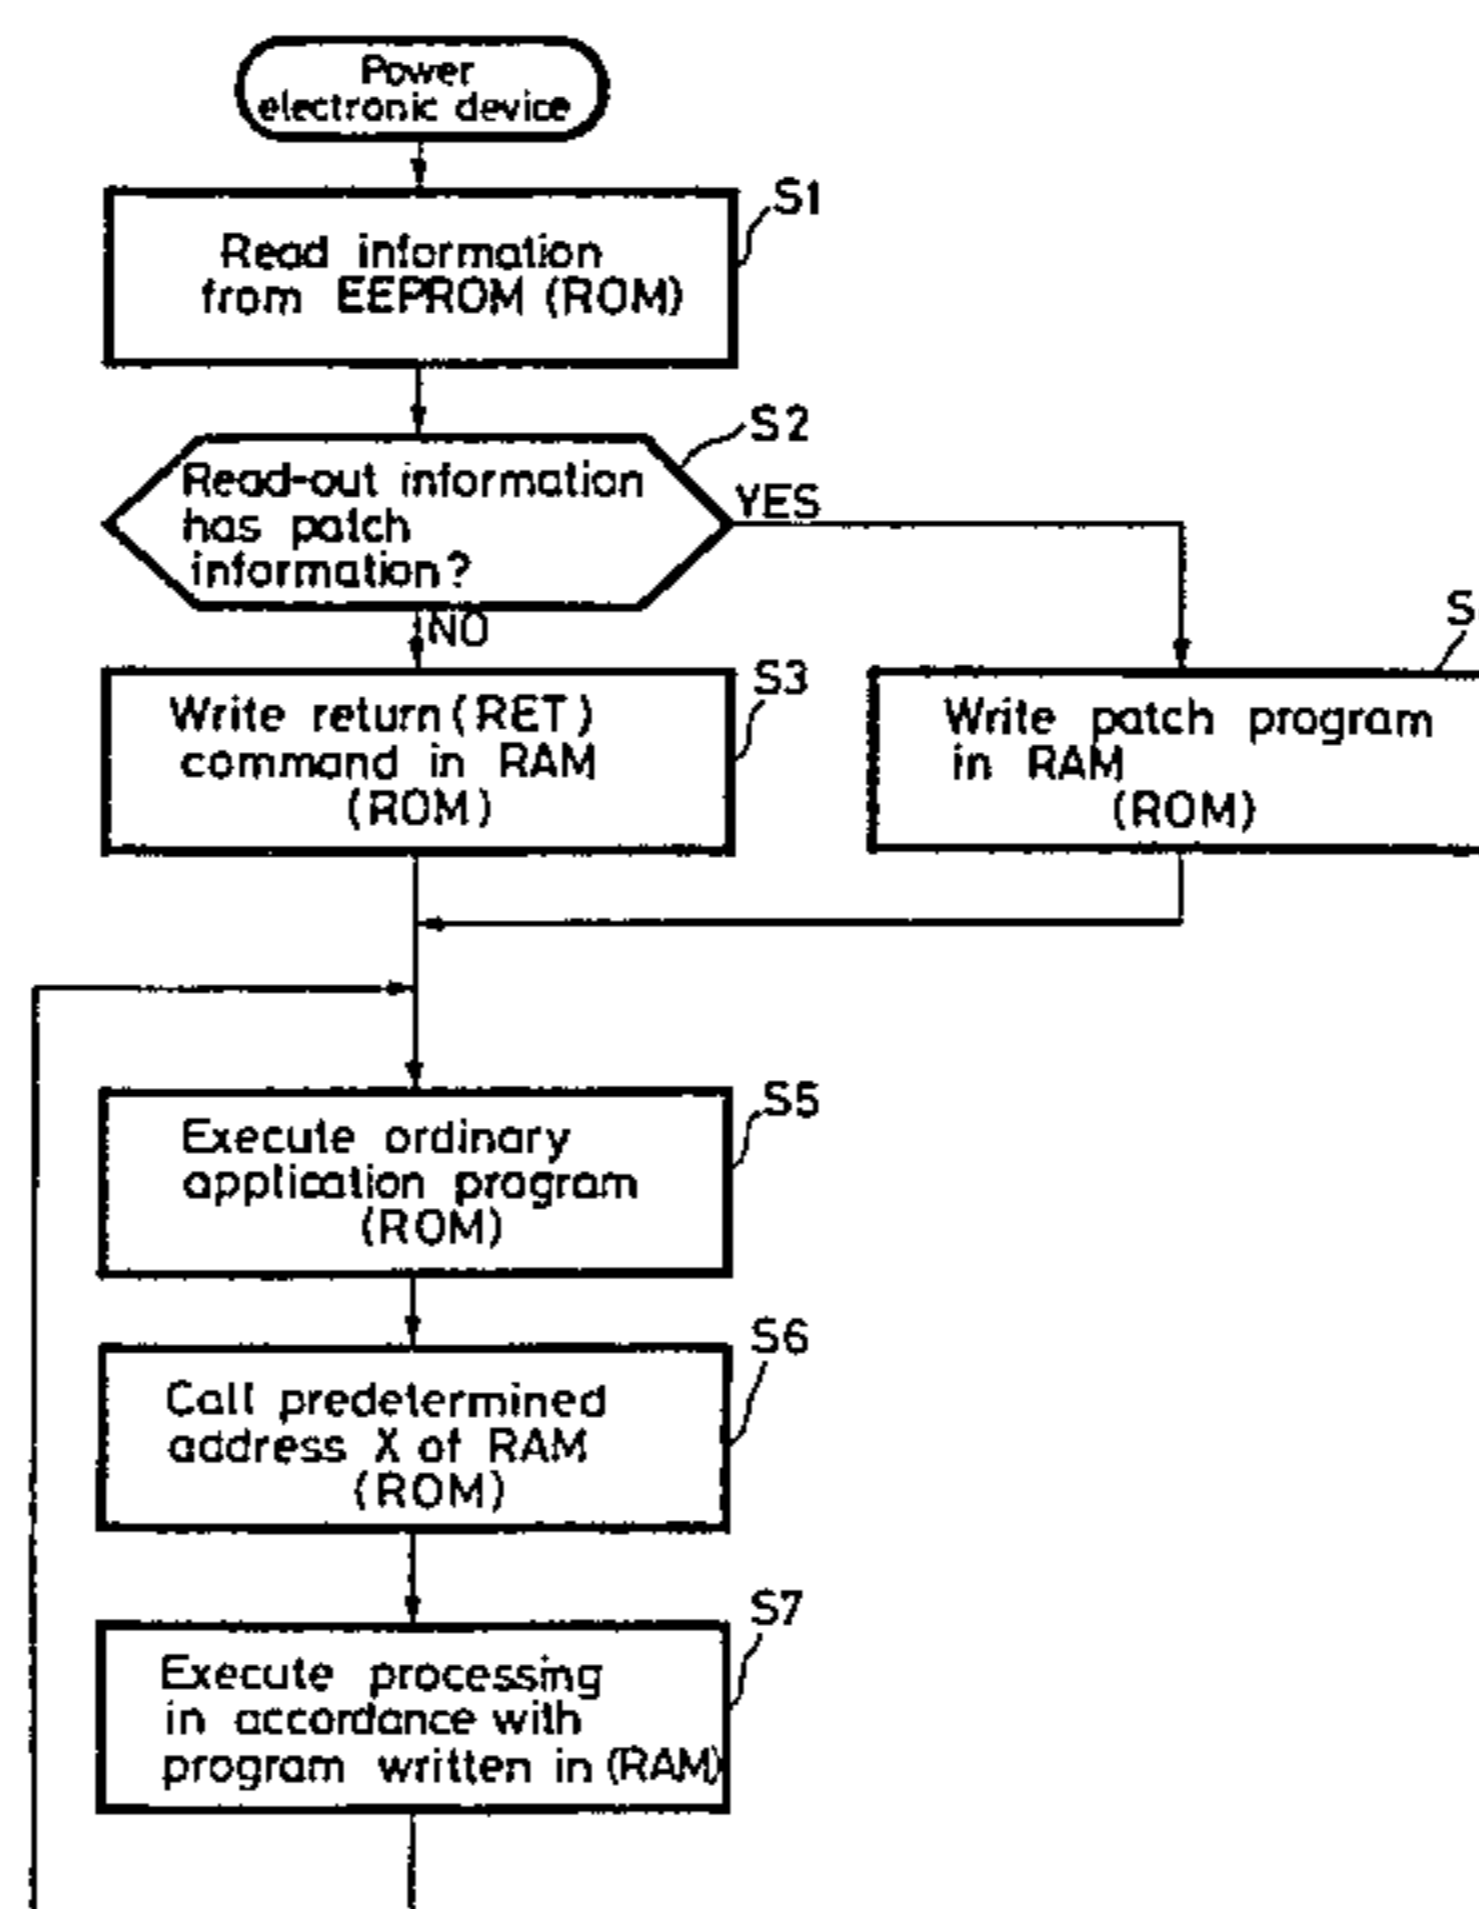 Power
electronic device
S1
Read information
from EEPROM (ROM)
S2
Read-out information
has patch
information?
YES
NO
S3
Write return (RET)
command in RAM
(ROM)
S
Write patch program
in RAM
(ROM)
S5
Execute ordinary
application program
(ROM)
S6
Call predetermined
address X of RAM
(ROM)
S7
Execute processing
in accordance with
program written in (RAM)